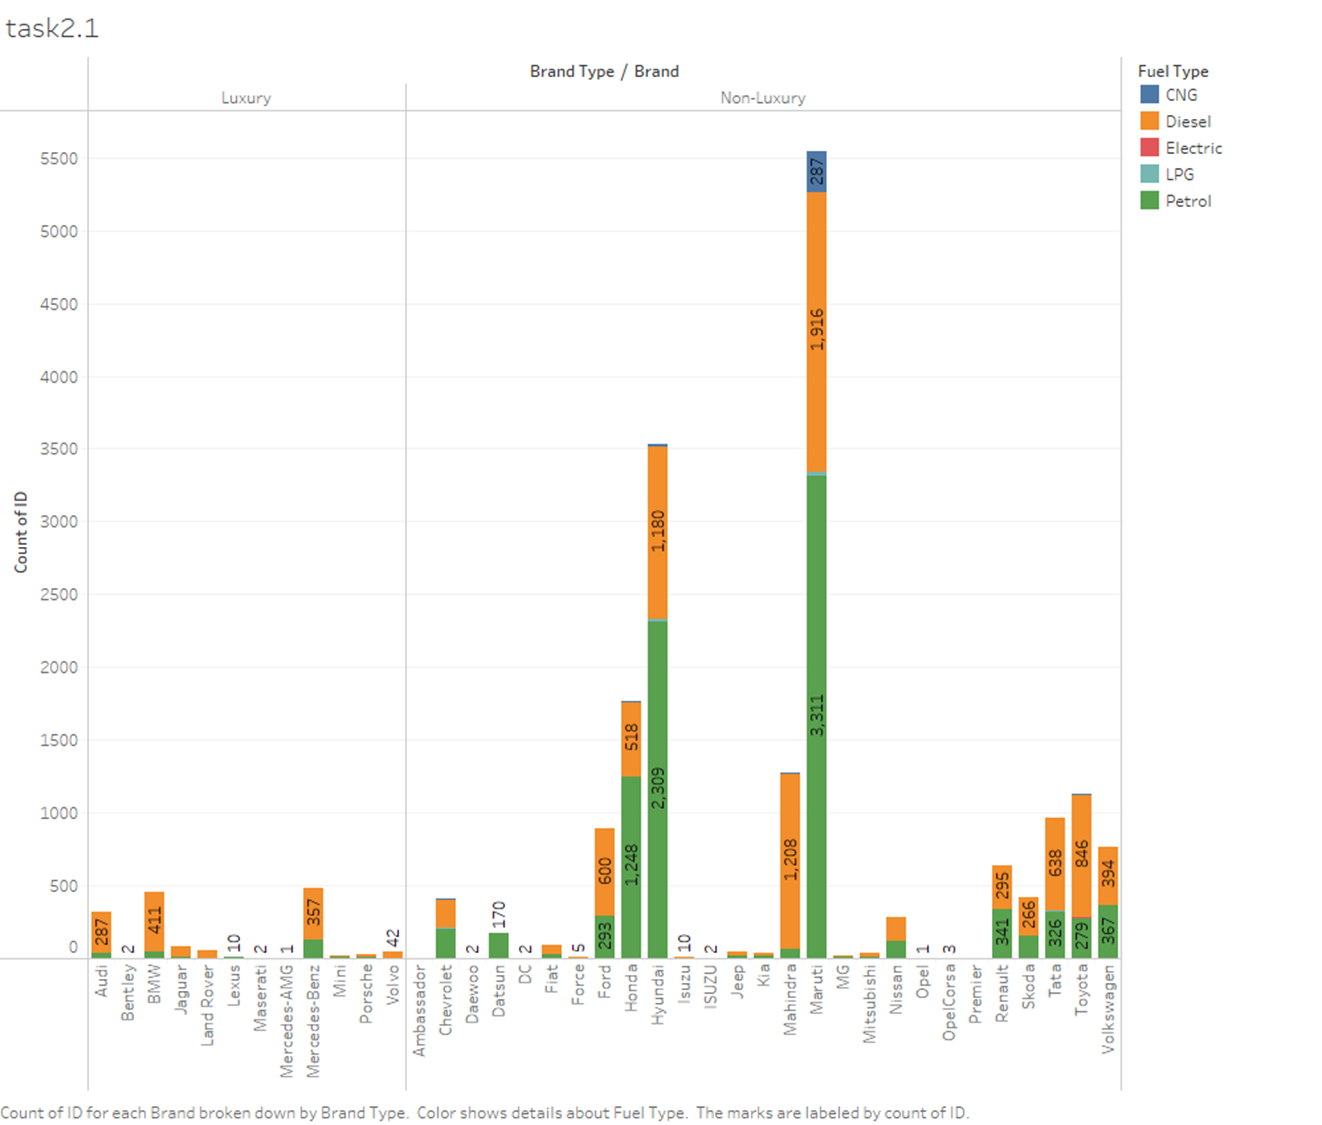 task2.1
Brand Type / Brand
Luxury
Non-Luxury
Fuel Type
CNG
Diesel
Electric
LPG
Petrol
Count of ID
5500
5000
4500
4000
3500
3000
2500
2000
1500
1000
500
0
287
2
411
10
2
1
357
42
2
170
2
5
600
293
518
1,248
1,180
2,309
10
2
1,208
287
1,916
3,311
1
3
295
341
266
638
326
846
279
394
367
Audi
Bentley
BMW
Jaguar
Land Rover
Lexus
Maserati
Mercedes-AMG
Mercedes-Benz
Mini
Porsche
Volvo
Ambassador
Chevrolet
Daewoo
Datsun
DC
Fiat
Force
Ford
Honda
Hyundai
Isuzu
ISUZU
Jeep
Kia
Mahindra
Maruti
MG
Mitsubishi
Nissan
Opel
OpelCorsa
Premier
Renault
Skoda
Tata
Toyota
Volkswagen
Count of ID for each Brand broken down by Brand Type.  Color shows details about Fuel Type.  The marks are labeled by count of ID.